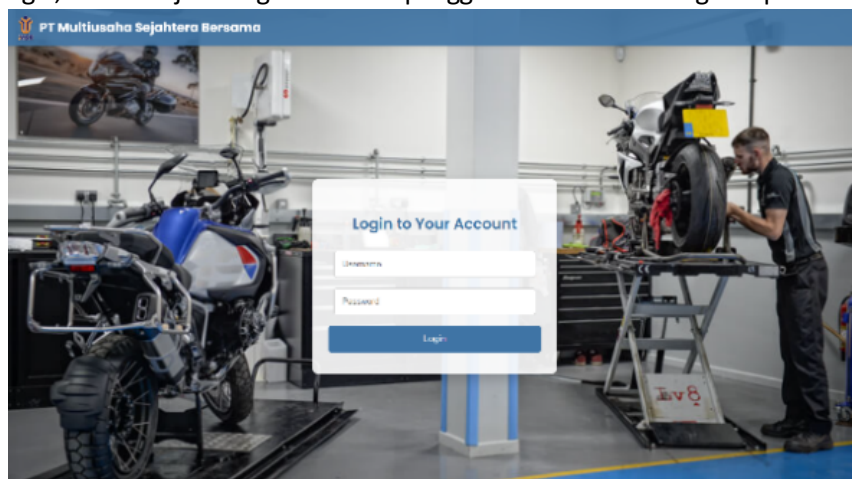 PT Multiusaha Sejahtera Bersama
Login to Your Account
Username
Password
Login